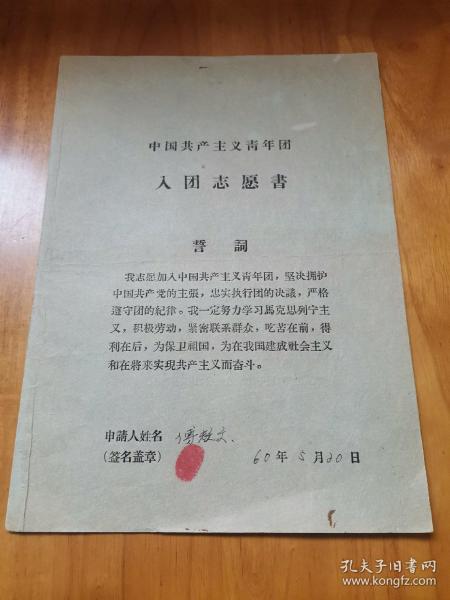 中国共产主义青年团
入团志愿書
誓詞
我志愿加入中国共产主义青年团，坚决拥护
中国共产党的主張，忠实执行团的决議，严格
遵守团的紀律。我一定努力学习馬克思列宁主
义，积极劳动，紧密联系群众，吃苦在前，得
利在后，为保卫祖国，为在我国建成社会主义
和在將来实現共产主义而奋斗。
申請人姓名
(签名盖章)
60年5月20日
孔夫子旧书网
www.kongfz.com